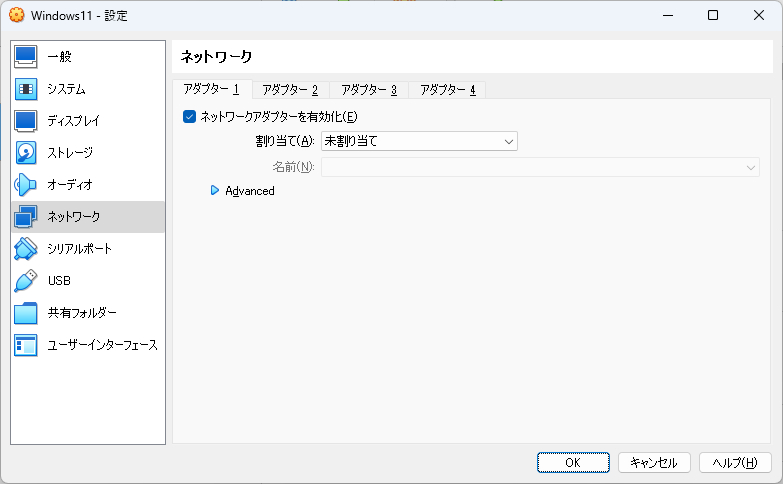 Windows11 - 設定
一般
システム
ディスプレイ
ストレージ
オーディオ
ネットワーク
シリアルポート
USB
共有フォルダー
ユーザーインターフェース
ネットワーク
アダプター 1 アダプター 2 アダプター 3 アダプター 4
ネットワークアダプターを有効化(E)
割り当て(A): 未割り当て
名前(N):
Advanced
OK キャンセル ヘルプ(H)